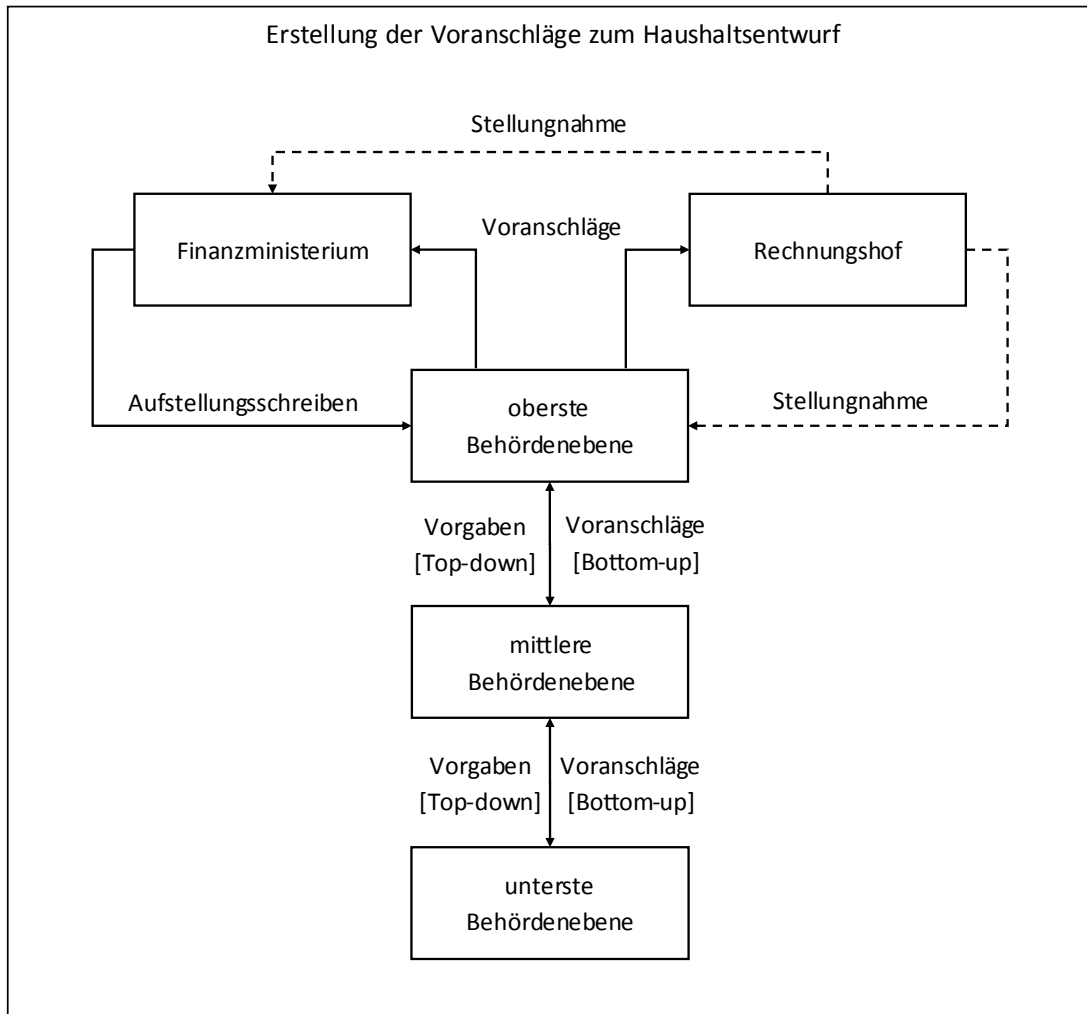 Erstellung der Voranschläge zum Haushaltsentwurf
Stellungnahme
Finanzministerium
Voranschläge
Rechnungshof
Aufstellungsschreiben
oberste
Behördenebene
Stellungnahme
Vorgaben
[Top-down]
Voranschläge
[Bottom-up]
mittlere
Behördenebene
Vorgaben
[Top-down]
Voranschläge
[Bottom-up]
unterste
Behördenebene